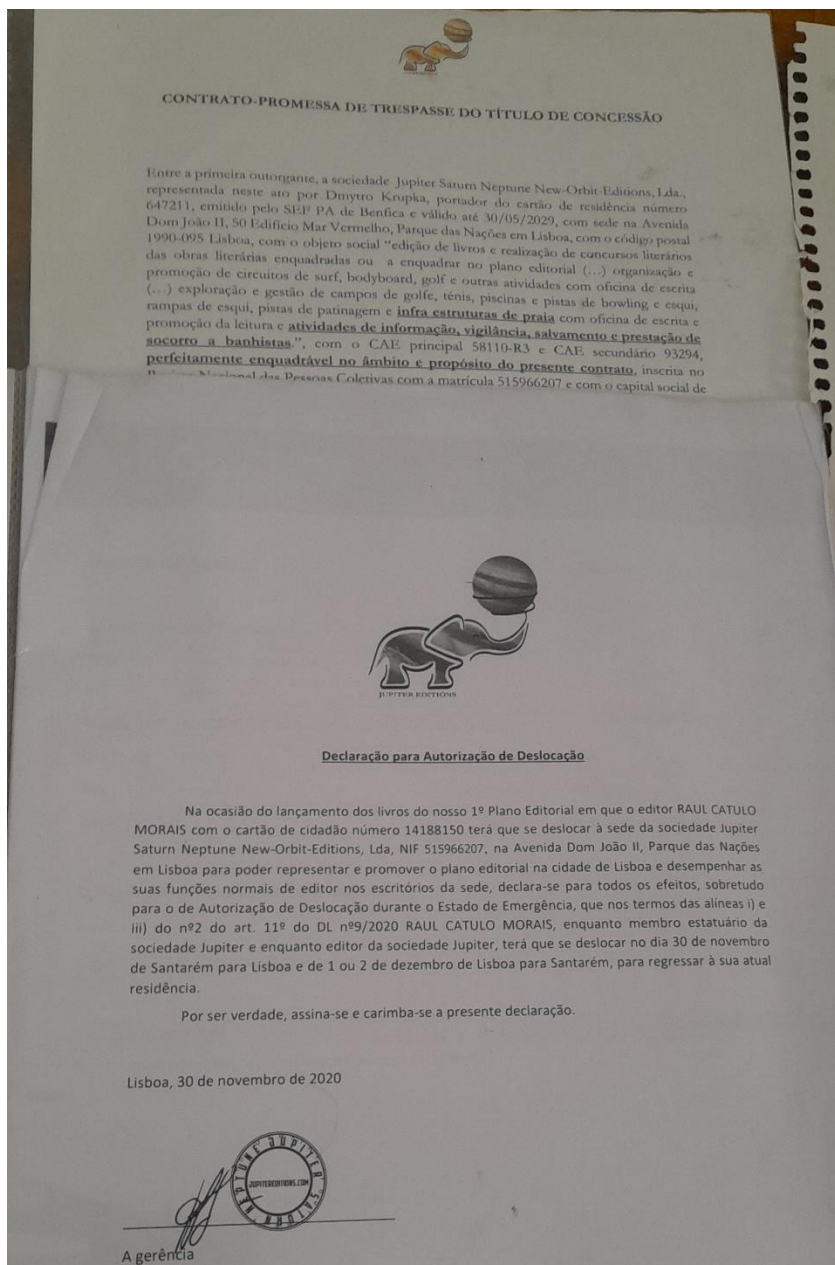 CONTRATO-PROMESSA DE TRESPASSE DO TÍTULO DE CONCESSÃO
Entre a primeira outorgante, a sociedade Jupiter Saturn Neptune New-Orbit-Editions, Lda.,
representada neste ato por Dmytro Krupka, portador do cartão de residência número
647211, emitido pelo SEF PA de Benfica e válido até 30/05/2029, com sede na Avenida
Dom João II, 50 Edifício Mar Vermelho, Parque das Nações em Lisboa, com o código postal
1990-095 Lisboa, com o objeto social "edição de livros e realização de concursos literários
das obras literárias enquadradas ou a enquadrar no plano editorial (...) organização e
promoção de circuitos de surf, bodyboard, golf e outras atividades com oficina de escrita
(...) exploração e gestão de campos de golfe, ténis, piscinas e pistas de bowling e esqui,
rampas de esqui, pistas de patinagem e infra estruturas de praia com oficina de escrita e
promoção da leitura e atividades de informação, vigilância, salvamento e prestação de
socorro a banhistas.", com o CAE principal 58110-R3 e CAE secundário 93294,
perfeitamente enquadrável no âmbito e propósito do presente contrato, inscrita no
Nacional das Pessoas Coletivas com a matrícula 515966207 e com o capital social de
JUPITER EDITIONS
Declaração para Autorização de Deslocação
Na ocasião do lançamento dos livros do nosso 1º Plano Editorial em que o editor RAUL CATULO
MORAIS com o cartão de cidadão número 14188150 terá que se deslocar à sede da sociedade Jupiter
Saturn Neptune New-Orbit-Editions, Lda, NIF 515966207, na Avenida Dom João II, Parque das Nações
em Lisboa para poder representar e promover o plano editorial na cidade de Lisboa e desempenhar as
suas funções normais de editor nos escritórios da sede, declara-se para todos os efeitos, sobretudo
para o de Autorização de Deslocação durante o Estado de Emergência, que nos termos das alíneas i) e
iii) do nº2 do art. 11º do DL nº9/2020 RAUL CATULO MORAIS, enquanto membro estatuário da
sociedade Jupiter e enquanto editor da sociedade Jupiter, terá que se deslocar no dia 30 de novembro
de Santarém para Lisboa e de 1 ou 2 de dezembro de Lisboa para Santarém, para regressar à sua atual
residência.
Por ser verdade, assina-se e carimba-se a presente declaração.
Lisboa, 30 de novembro de 2020
NEPTUNE JUPITER SATURN
JUPITEREDITIONS.COM
A gerência